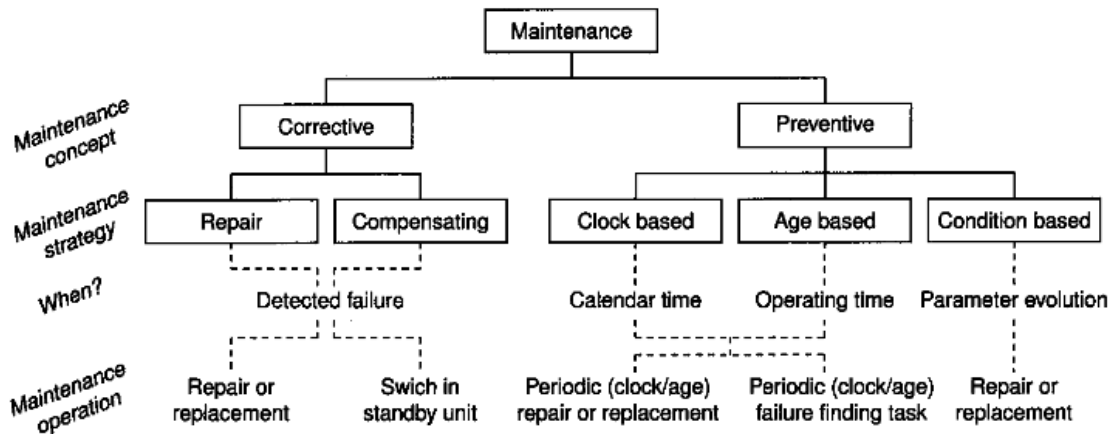 Maintenance
Maintenance
concept
Corrective
Preventive
Maintenance
strategy
Repair
Compensating
Clock based
Age based
Condition based
When?
Detected failure
Calendar time
Operating time
Parameter evolution
Maintenance
operation
Repair or
replacement
Swich in
standby unit
Periodic (clock/age)
repair or replacement
Periodic (clock/age)
failure finding task
Repair or
replacement